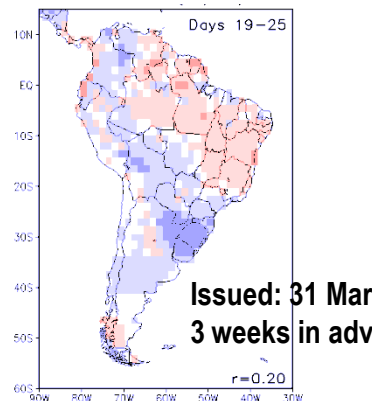 Days 19-25
10N
EQ
10S
20S
30S
40S
50S
60S
90W 80W 70W 60W 50W 40W 30W
r=0.20
Issued: 31 Mar
3 weeks in adv